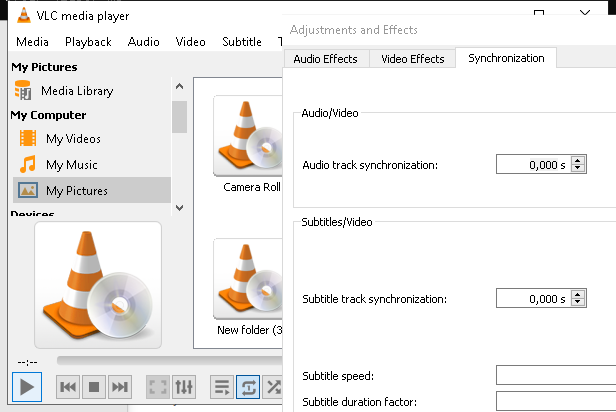 VLC media player
Media Playback Audio Video Subtitle
My Pictures
Media Library
My Computer
My Videos
My Music
My Pictures
Camera Roll
New folder (3
--:--
Adjustments and Effects
Audio Effects Video Effects Synchronization
Audio/Video
Audio track synchronization: 0,000 s
Subtitles/Video
Subtitle track synchronization: 0,000 s
Subtitle speed:
Subtitle duration factor: